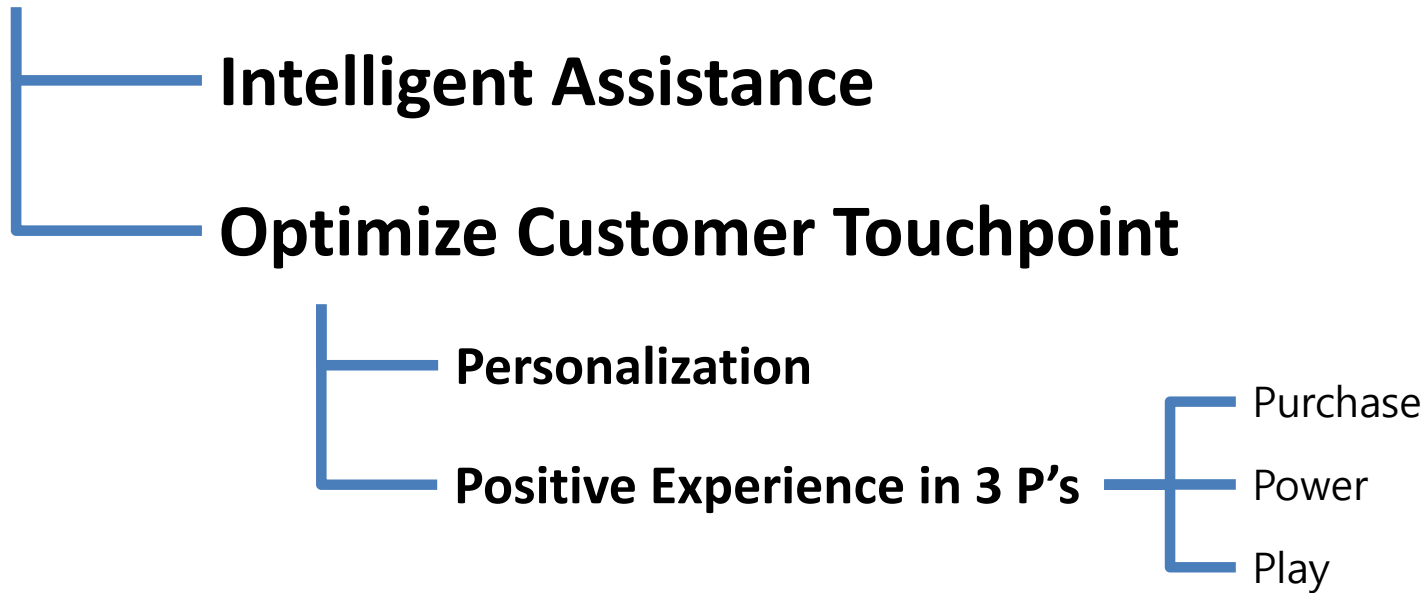 Intelligent Assistance
Optimize Customer Touchpoint
Personalization
Positive Experience in 3 P’s
Purchase
Power
Play